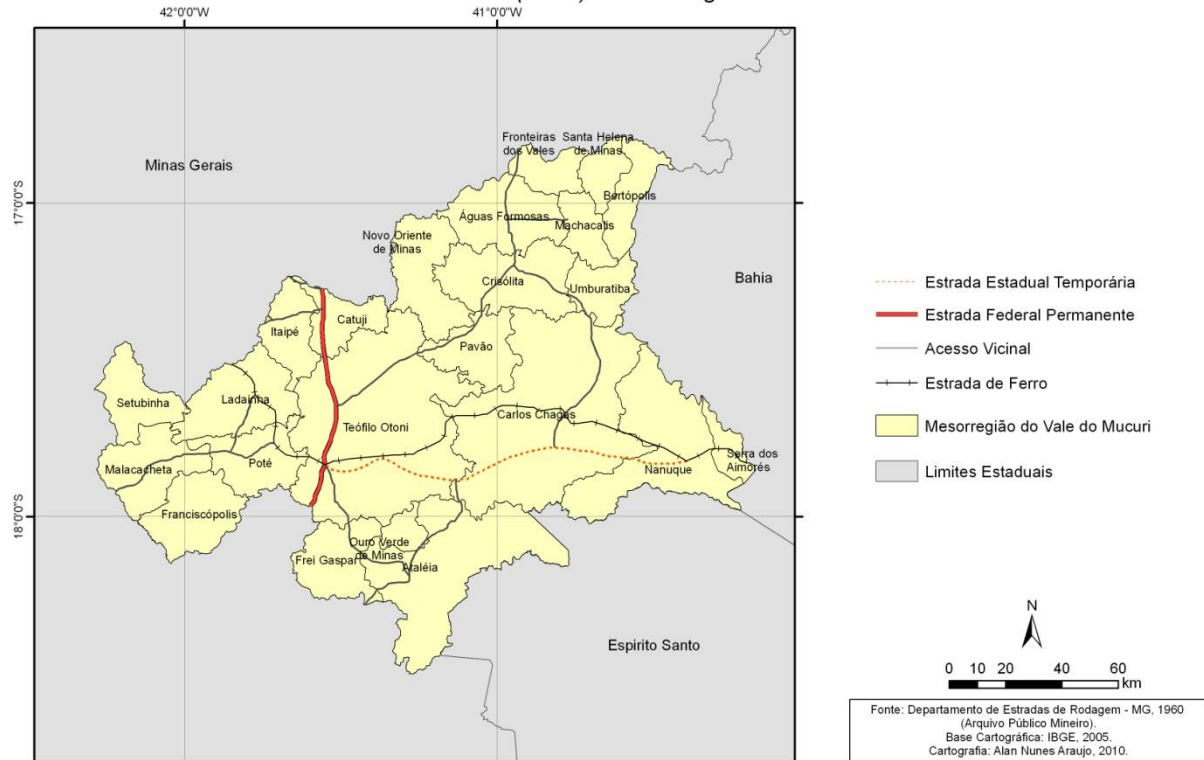 42°0'0"W
41°0'0"W
17°0'0"S
18°0'0"S
Minas Gerais
Bahia
Espirito Santo
Fronteiras
dos Vales
Santa Helena
de Minas
Bertópolis
Águas Formosas
Machacalis
Novo Oriente
de Minas
Crisólita
Umburatiba
Catuji
Itaipé
Pavão
Setubinha
Ladainha
Teófilo Otoni
Carlos Chagas
Malacacheta
Poté
Nanuque
Serra dos
Aimorés
Franciscópolis
Ouro Verde
de Minas
Frei Gaspar
Ataléia
Estrada Estadual Temporária
Estrada Federal Permanente
Acesso Vicinal
Estrada de Ferro
Mesorregião do Vale do Mucuri
Limites Estaduais
N
0 10 20 40 60
km
Fonte: Departamento de Estradas de Rodagem - MG, 1960
(Arquivo Público Mineiro).
Base Cartográfica: IBGE, 2005.
Cartografia: Alan Nunes Araujo, 2010.